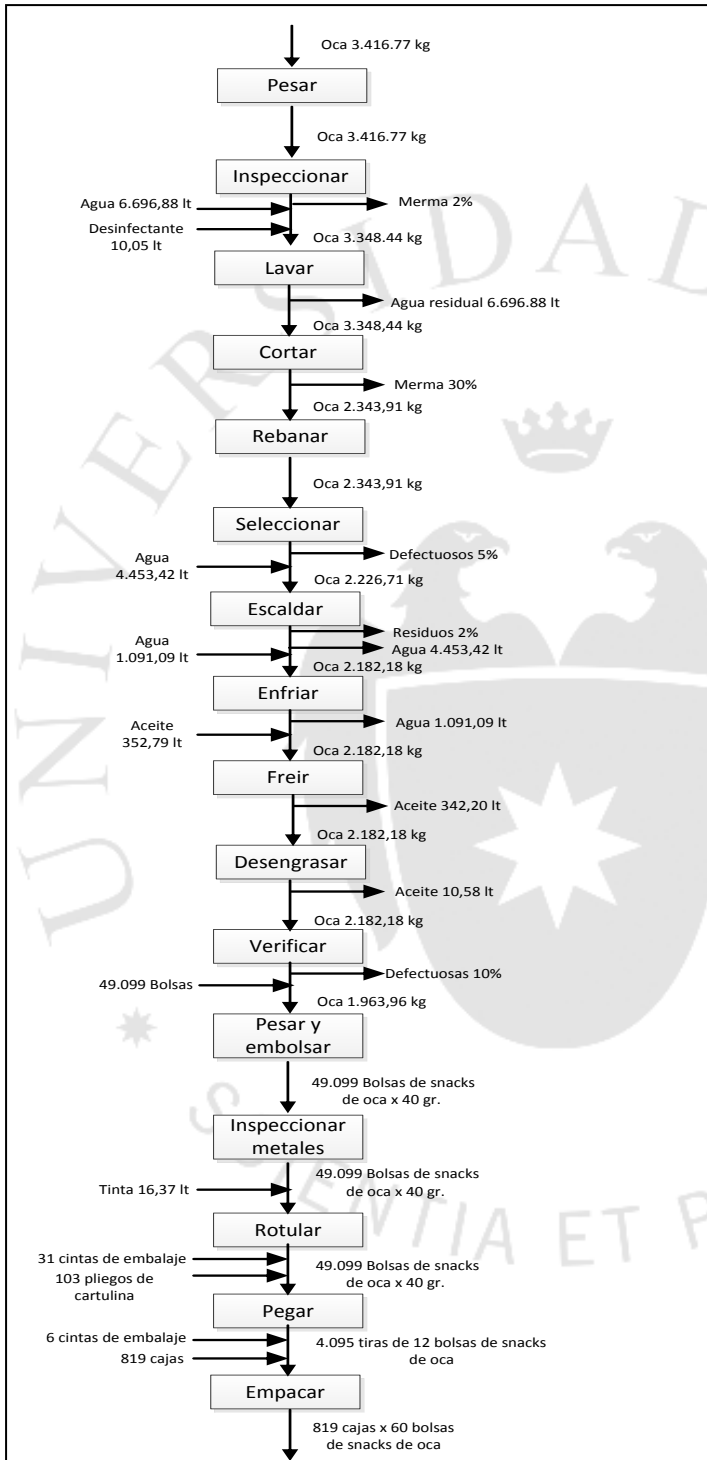 Oca 3.416.77 kg
Pesar
Oca 3.416.77 kg
Inspeccionar
Agua 6.696,88 lt
Merma 2%
Desinfectante
10,05 lt
Oca 3.348.44 kg
Lavar
Agua residual 6.696.88 lt
Oca 3.348,44 kg
Cortar
Merma 30%
Oca 2.343,91 kg
Rebanar
Oca 2.343,91 kg
Seleccionar
Agua
4.453,42 lt
Defectuosos 5%
Oca 2.226,71 kg
Escaldar
Residuos 2%
Agua
1.091,09 lt
Agua 4.453,42 lt
Oca 2.182,18 kg
Enfriar
Aceite
352,79 lt
Agua 1.091,09 lt
Oca 2.182,18 kg
Freir
Aceite 342,20 lt
Oca 2.182,18 kg
Desengrasar
Aceite 10,58 lt
Oca 2.182,18 kg
Verificar
Defectuosas 10%
49.099 Bolsas
Oca 1.963,96 kg
Pesar y
embolsar
49.099 Bolsas de snacks
de oca x 40 gr.
Inspeccionar
metales
Tinta 16,37 lt
49.099 Bolsas de snacks
de oca x 40 gr.
Rotular
31 cintas de embalaje
103 pliegos de
cartulina
49.099 Bolsas de snacks
de oca x 40 gr.
Pegar
6 cintas de embalaje
819 cajas
4.095 tiras de 12 bolsas de snacks
de oca
Empacar
819 cajas x 60 bolsas
de snacks de oca
UNIVERSIDAD
SCIENTIA ET P